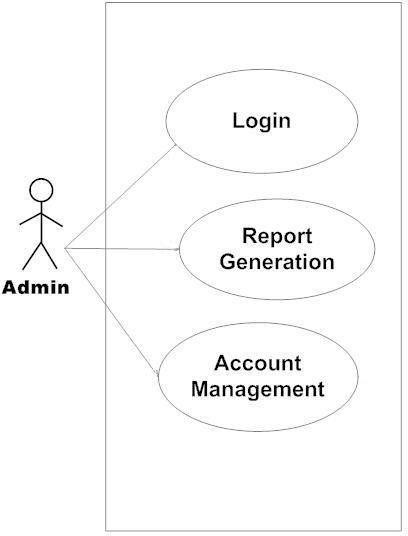 Login
Report
Generation
Admin
Account
Management